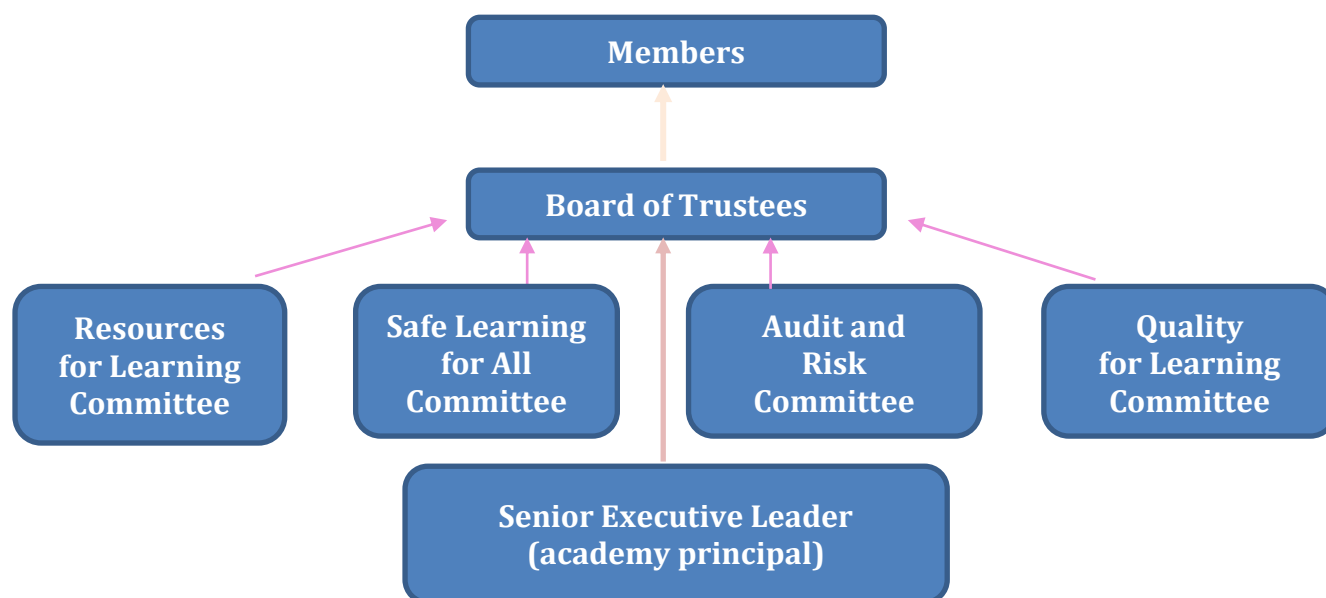 Members
Board of Trustees
Resources
for Learning
Committee
Safe Learning
for All
Committee
Audit and
Risk
Committee
Quality
for Learning
Committee
Senior Executive Leader
(academy principal)